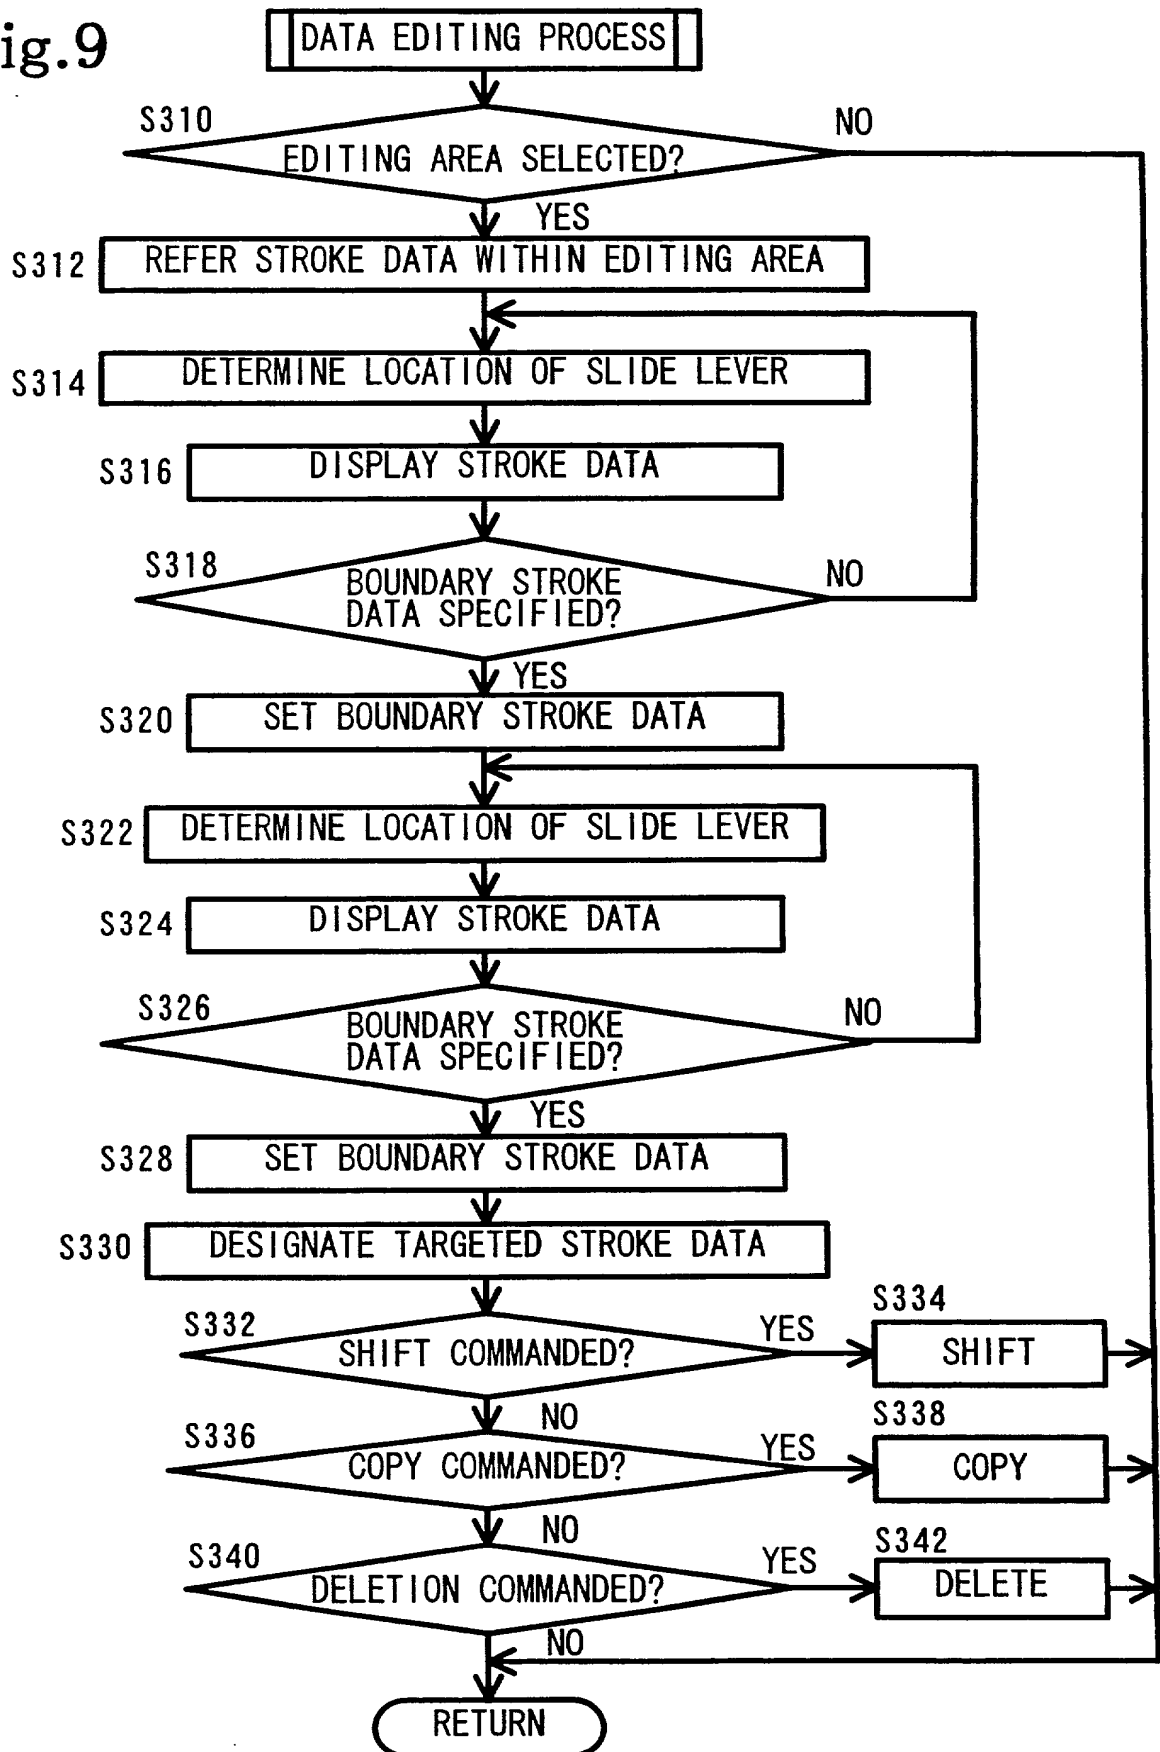 ig.9
DATA EDITING PROCESS
S310
NO
EDITING AREA SELECTED?
YES
S312
REFER STROKE DATA WITHIN EDITING AREA
S314
DETERMINE LOCATION OF SLIDE LEVER
S316
DISPLAY STROKE DATA
S318
BOUNDARY STROKE
DATA SPECIFIED?
NO
YES
S320
SET BOUNDARY STROKE DATA
S322
DETERMINE LOCATION OF SLIDE LEVER
S324
DISPLAY STROKE DATA
S326
BOUNDARY STROKE
DATA SPECIFIED?
NO
YES
S328
SET BOUNDARY STROKE DATA
S330
DESIGNATE TARGETED STROKE DATA
S332
SHIFT COMMANDED?
YES
S334
SHIFT
NO
S336
COPY COMMANDED?
YES
S338
COPY
NO
S340
DELETION COMMANDED?
YES
S342
DELETE
NO
RETURN